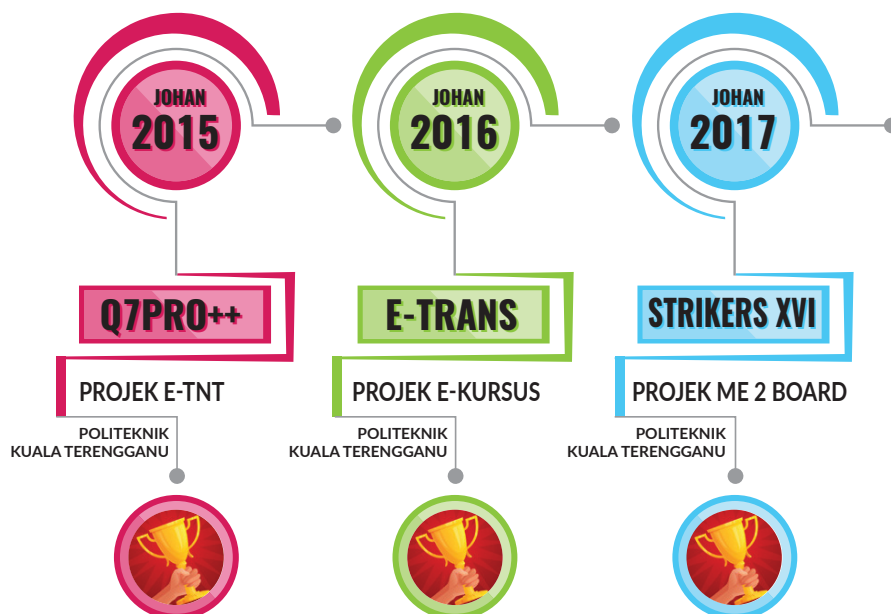 JOHAN
2015
Q7PRO++
PROJEK E-TNT
POLITEKNIK
KUALA TERENGGANU
JOHAN
2016
E-TRANS
PROJEK E-KURSUS
POLITEKNIK
KUALA TERENGGANU
JOHAN
2017
STRIKERS XVI
PROJEK ME 2 BOARD
POLITEKNIK
KUALA TERENGGANU